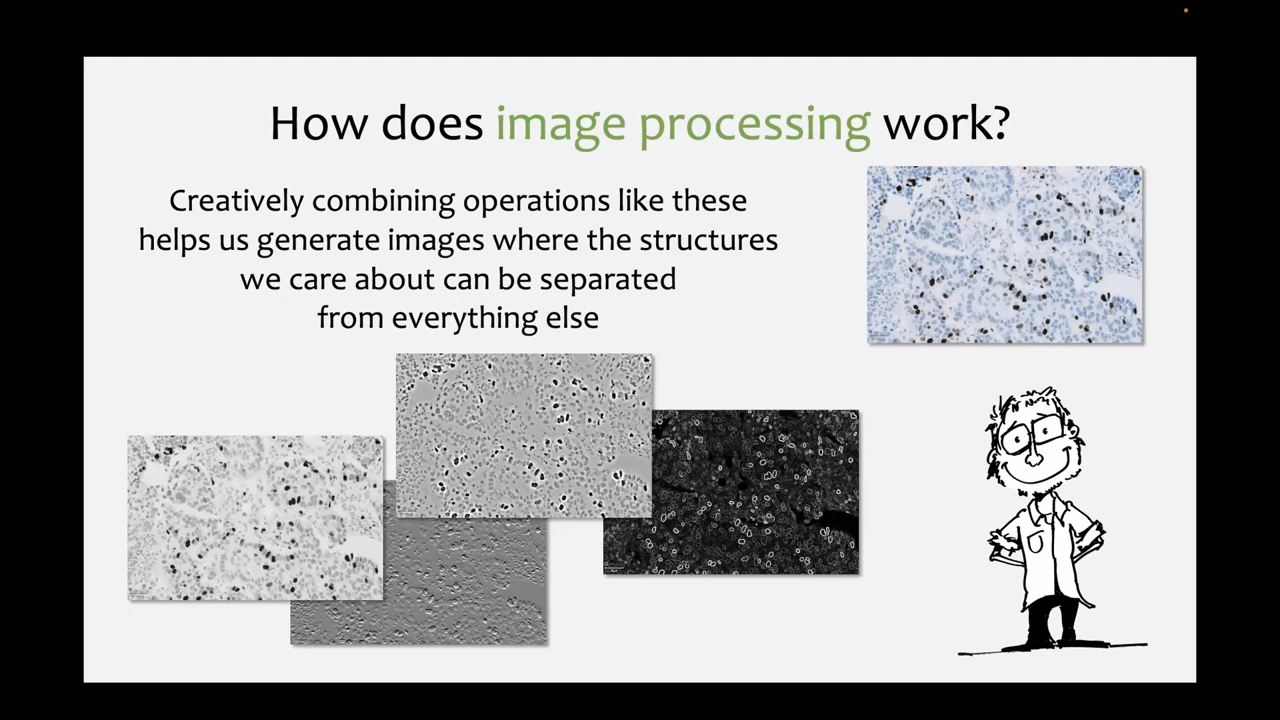 How does image processing work?
Creatively combining operations like these
helps us generate images where the structures
we care about can be separated
from everything else